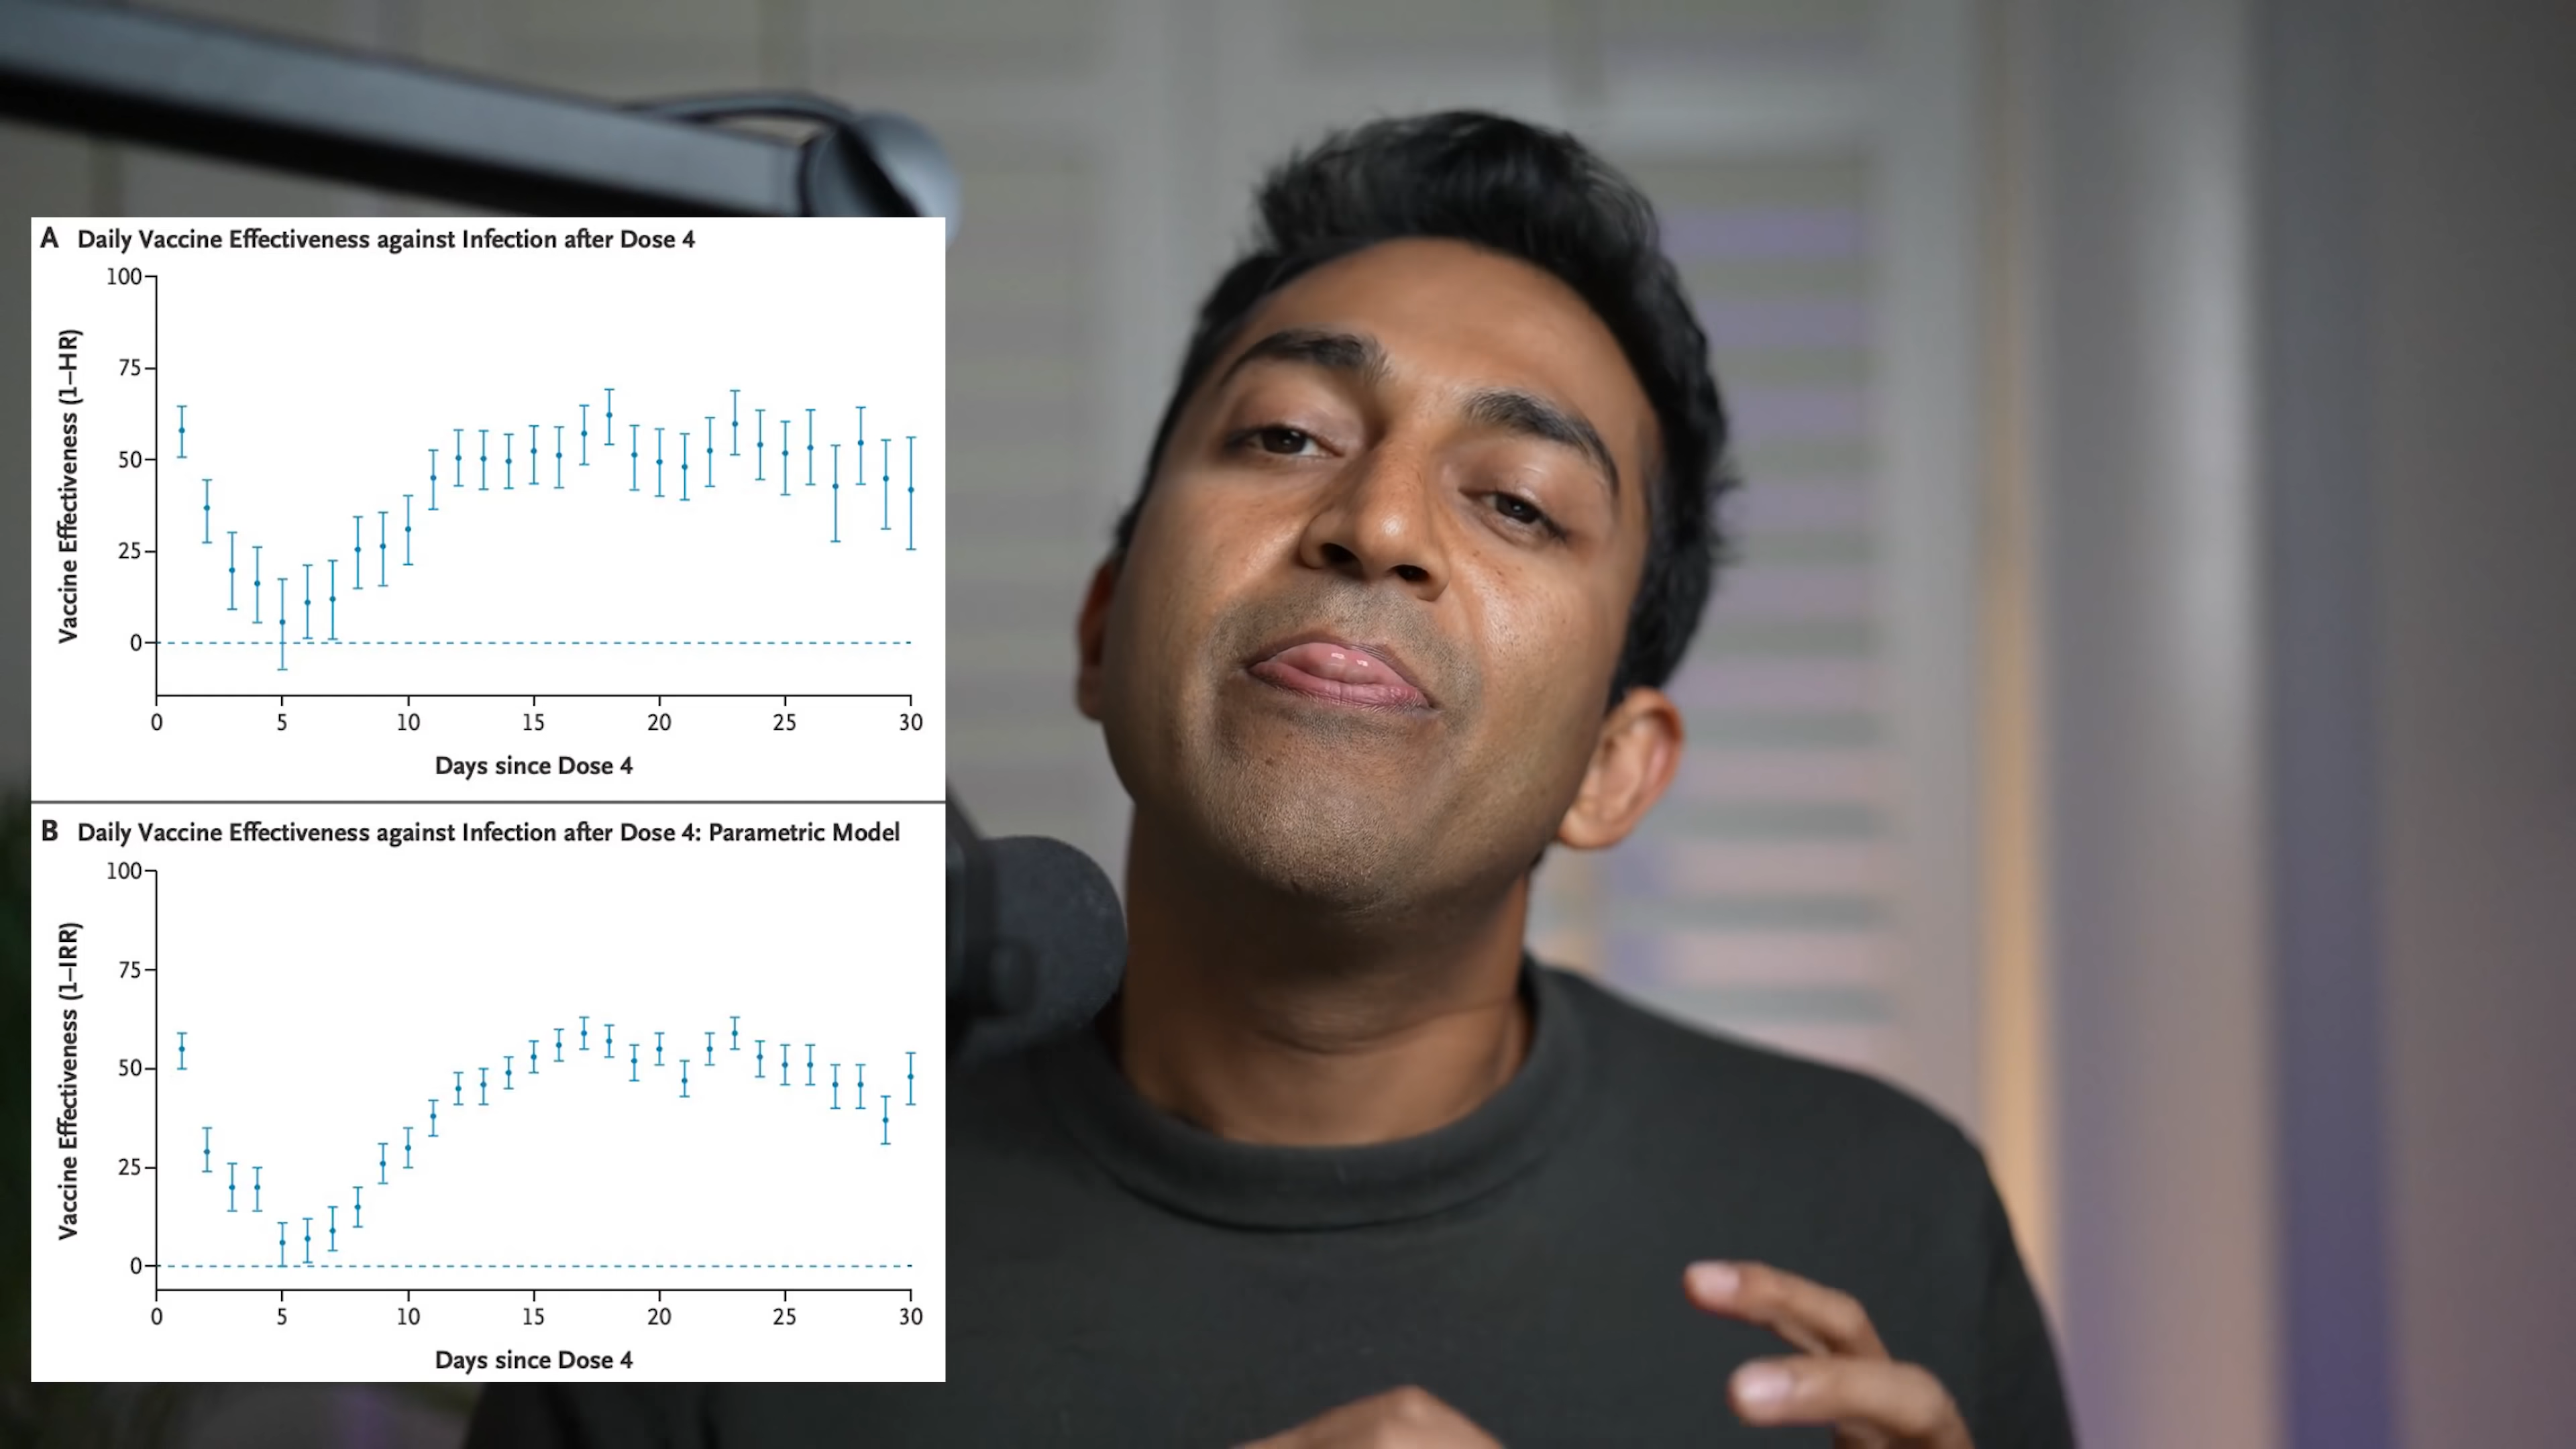 A Daily Vaccine Effectiveness against Infection after Dose 4
100
75
50
25
0
Vaccine Effectiveness (1–HR)
0 5 10 15 20 25 30
Days since Dose 4
B Daily Vaccine Effectiveness against Infection after Dose 4: Parametric Model
100
75
50
25
0
Vaccine Effectiveness (1–IRR)
0 5 10 15 20 25 30
Days since Dose 4